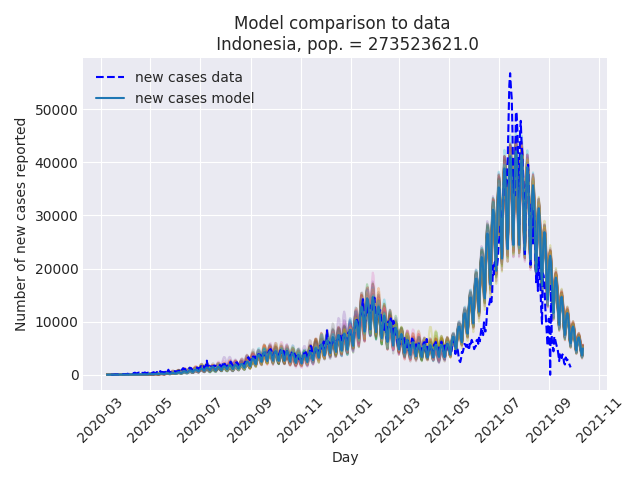 Model comparison to data
Indonesia, pop. = 273523621.0
new cases data
new cases model
Number of new cases reported
50000
40000
30000
20000
10000
0
2020-03
2020-05
2020-07
2020-09
2020-11
2021-01
2021-03
2021-05
2021-07
2021-09
2021-11
Day